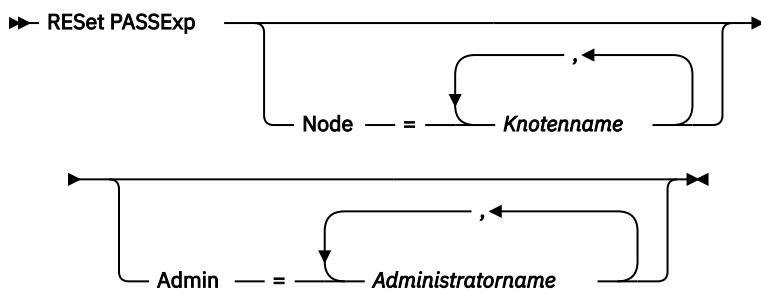 RESet PASSExp
,
Node = Knotenname
,
Admin = Administratorname